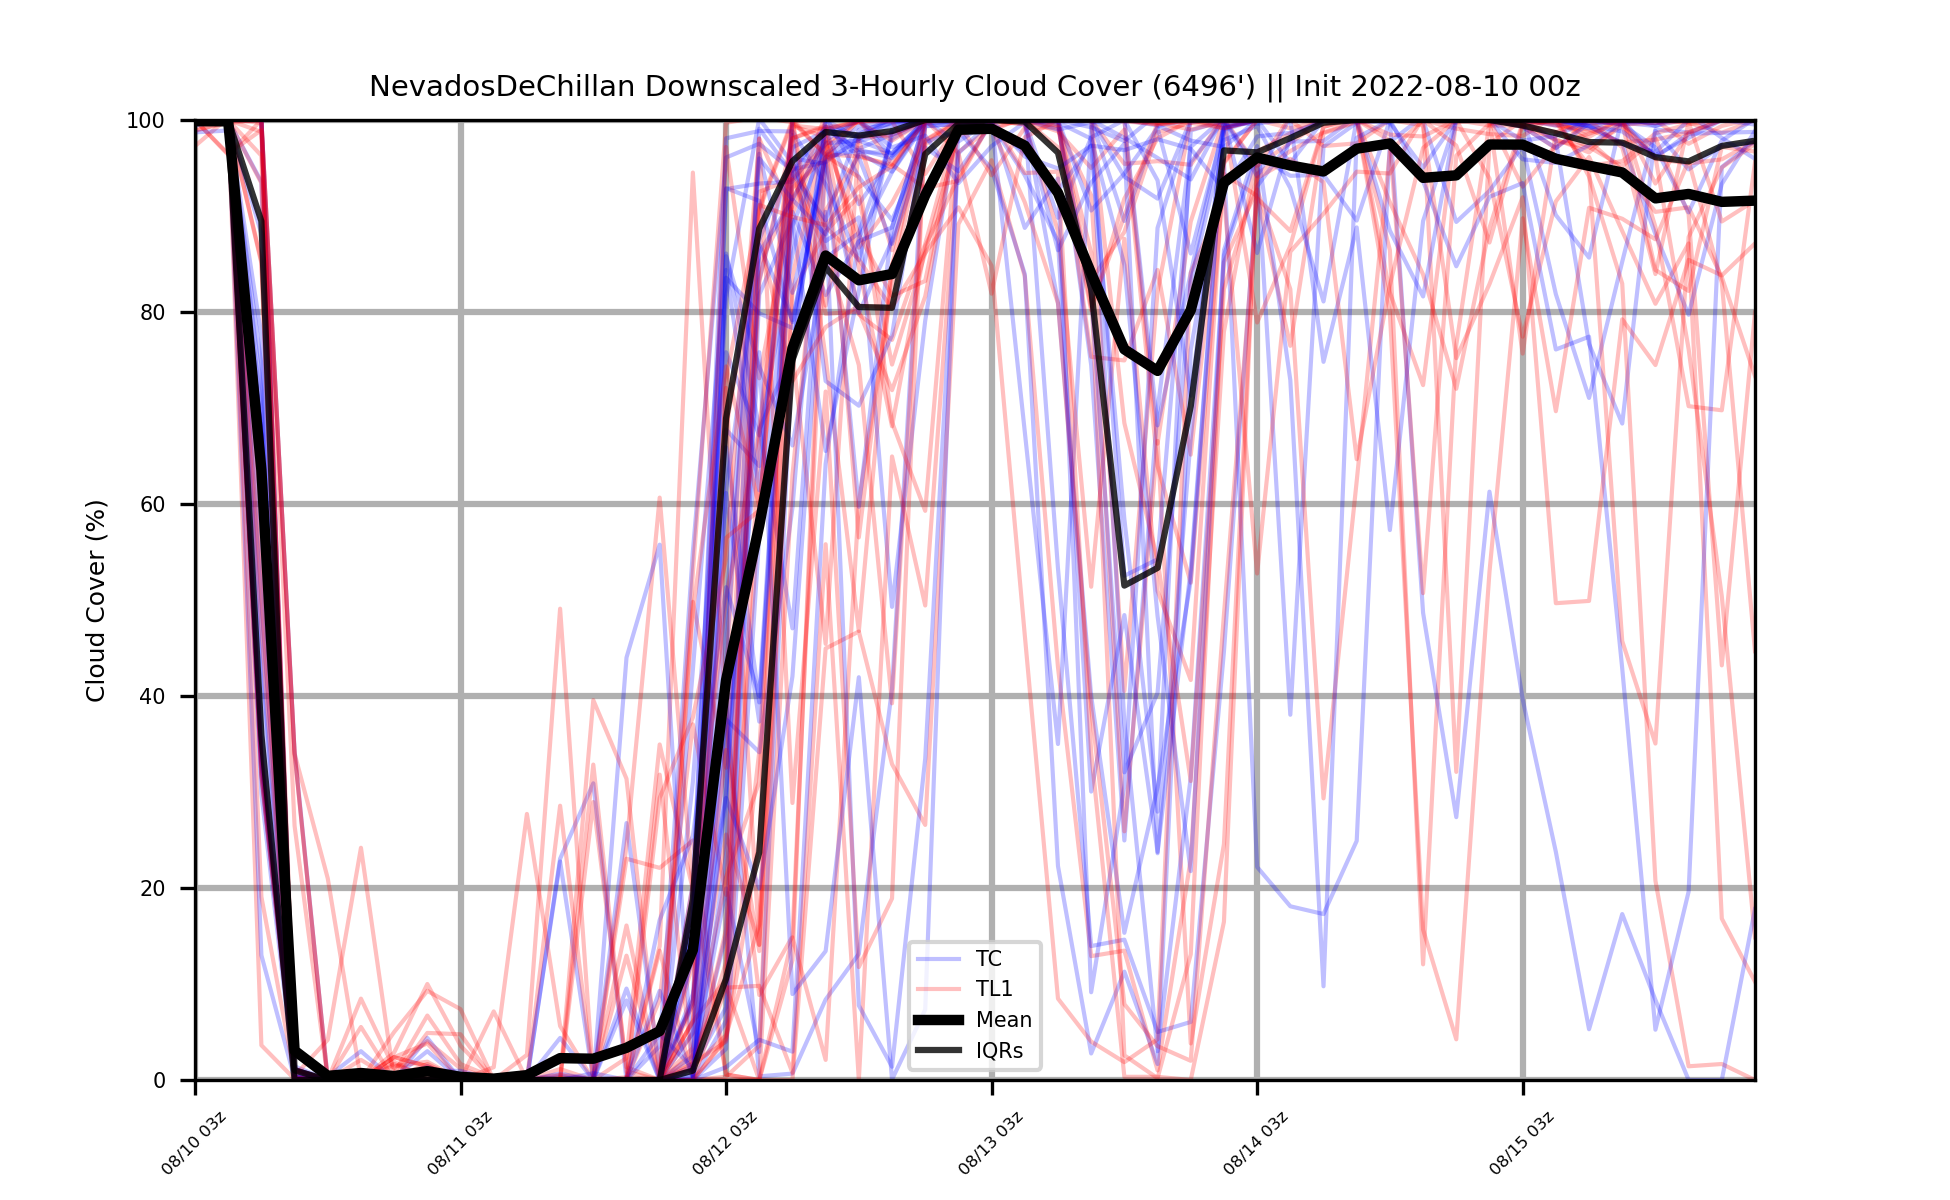 NevadosDeChillan Downscaled 3-Hourly Cloud Cover (6496') || Init 2022-08-10 00z
Cloud Cover (%)
100
80
60
40
20
0
TC
TL1
Mean
IQRs
08/10 03z
08/11 03z
08/12 03z
08/13 03z
08/14 03z
08/15 03z